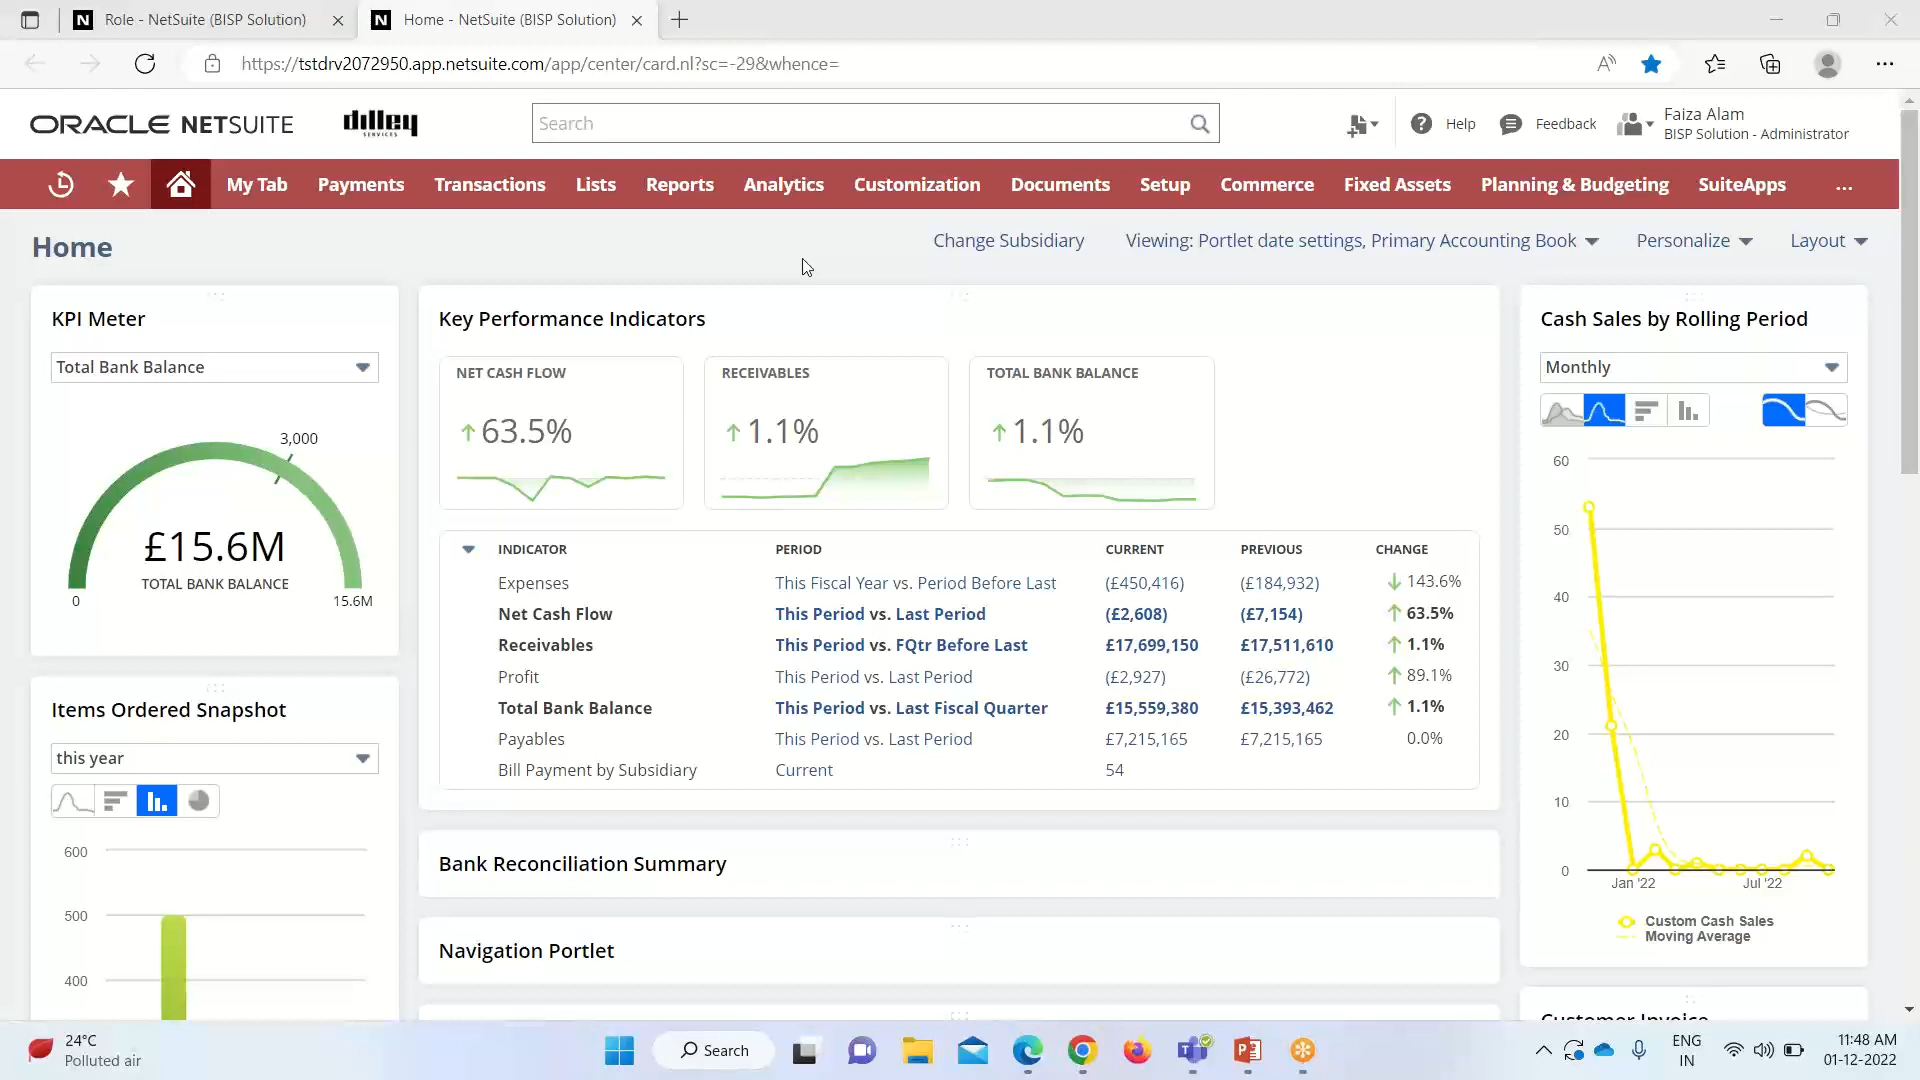 Role - NetSuite (BISP Solution)
Home - NetSuite (BISP Solution)
https://tstdrv2072950.app.netsuite.com/app/center/card.nl?sc=-29&whence=
ORACLE NETSUITE
dilley
SERVICES
Search
Help
Feedback
Faiza Alam
BISP Solution - Administrator
My Tab
Payments
Transactions
Lists
Reports
Analytics
Customization
Documents
Setup
Commerce
Fixed Assets
Planning & Budgeting
SuiteApps
...
Home
Change Subsidiary
Viewing: Portlet date settings, Primary Accounting Book
Personalize
Layout
KPI Meter
Total Bank Balance
3,000
£15.6M
TOTAL BANK BALANCE
0
15.6M
Items Ordered Snapshot
this year
600
500
400
Key Performance Indicators
NET CASH FLOW
63.5%
RECEIVABLES
1.1%
TOTAL BANK BALANCE
1.1%
INDICATOR PERIOD CURRENT PREVIOUS CHANGE
Expenses This Fiscal Year vs. Period Before Last (£450,416) (£184,932) 143.6%
Net Cash Flow This Period vs. Last Period (£2,608) (£7,154) 63.5%
Receivables This Period vs. FQtr Before Last £17,699,150 £17,511,610 1.1%
Profit This Period vs. Last Period (£2,927) (£26,772) 89.1%
Total Bank Balance This Period vs. Last Fiscal Quarter £15,559,380 £15,393,462 1.1%
Payables This Period vs. Last Period £7,215,165 £7,215,165 0.0%
Bill Payment by Subsidiary Current 54
Bank Reconciliation Summary
Navigation Portlet
Cash Sales by Rolling Period
Monthly
60
50
40
30
20
10
0
Jan '22
Jul '22
Custom Cash Sales
Moving Average
Customer Invoice
24°C
Polluted air
Search
ENG
IN
11:48 AM
01-12-2022